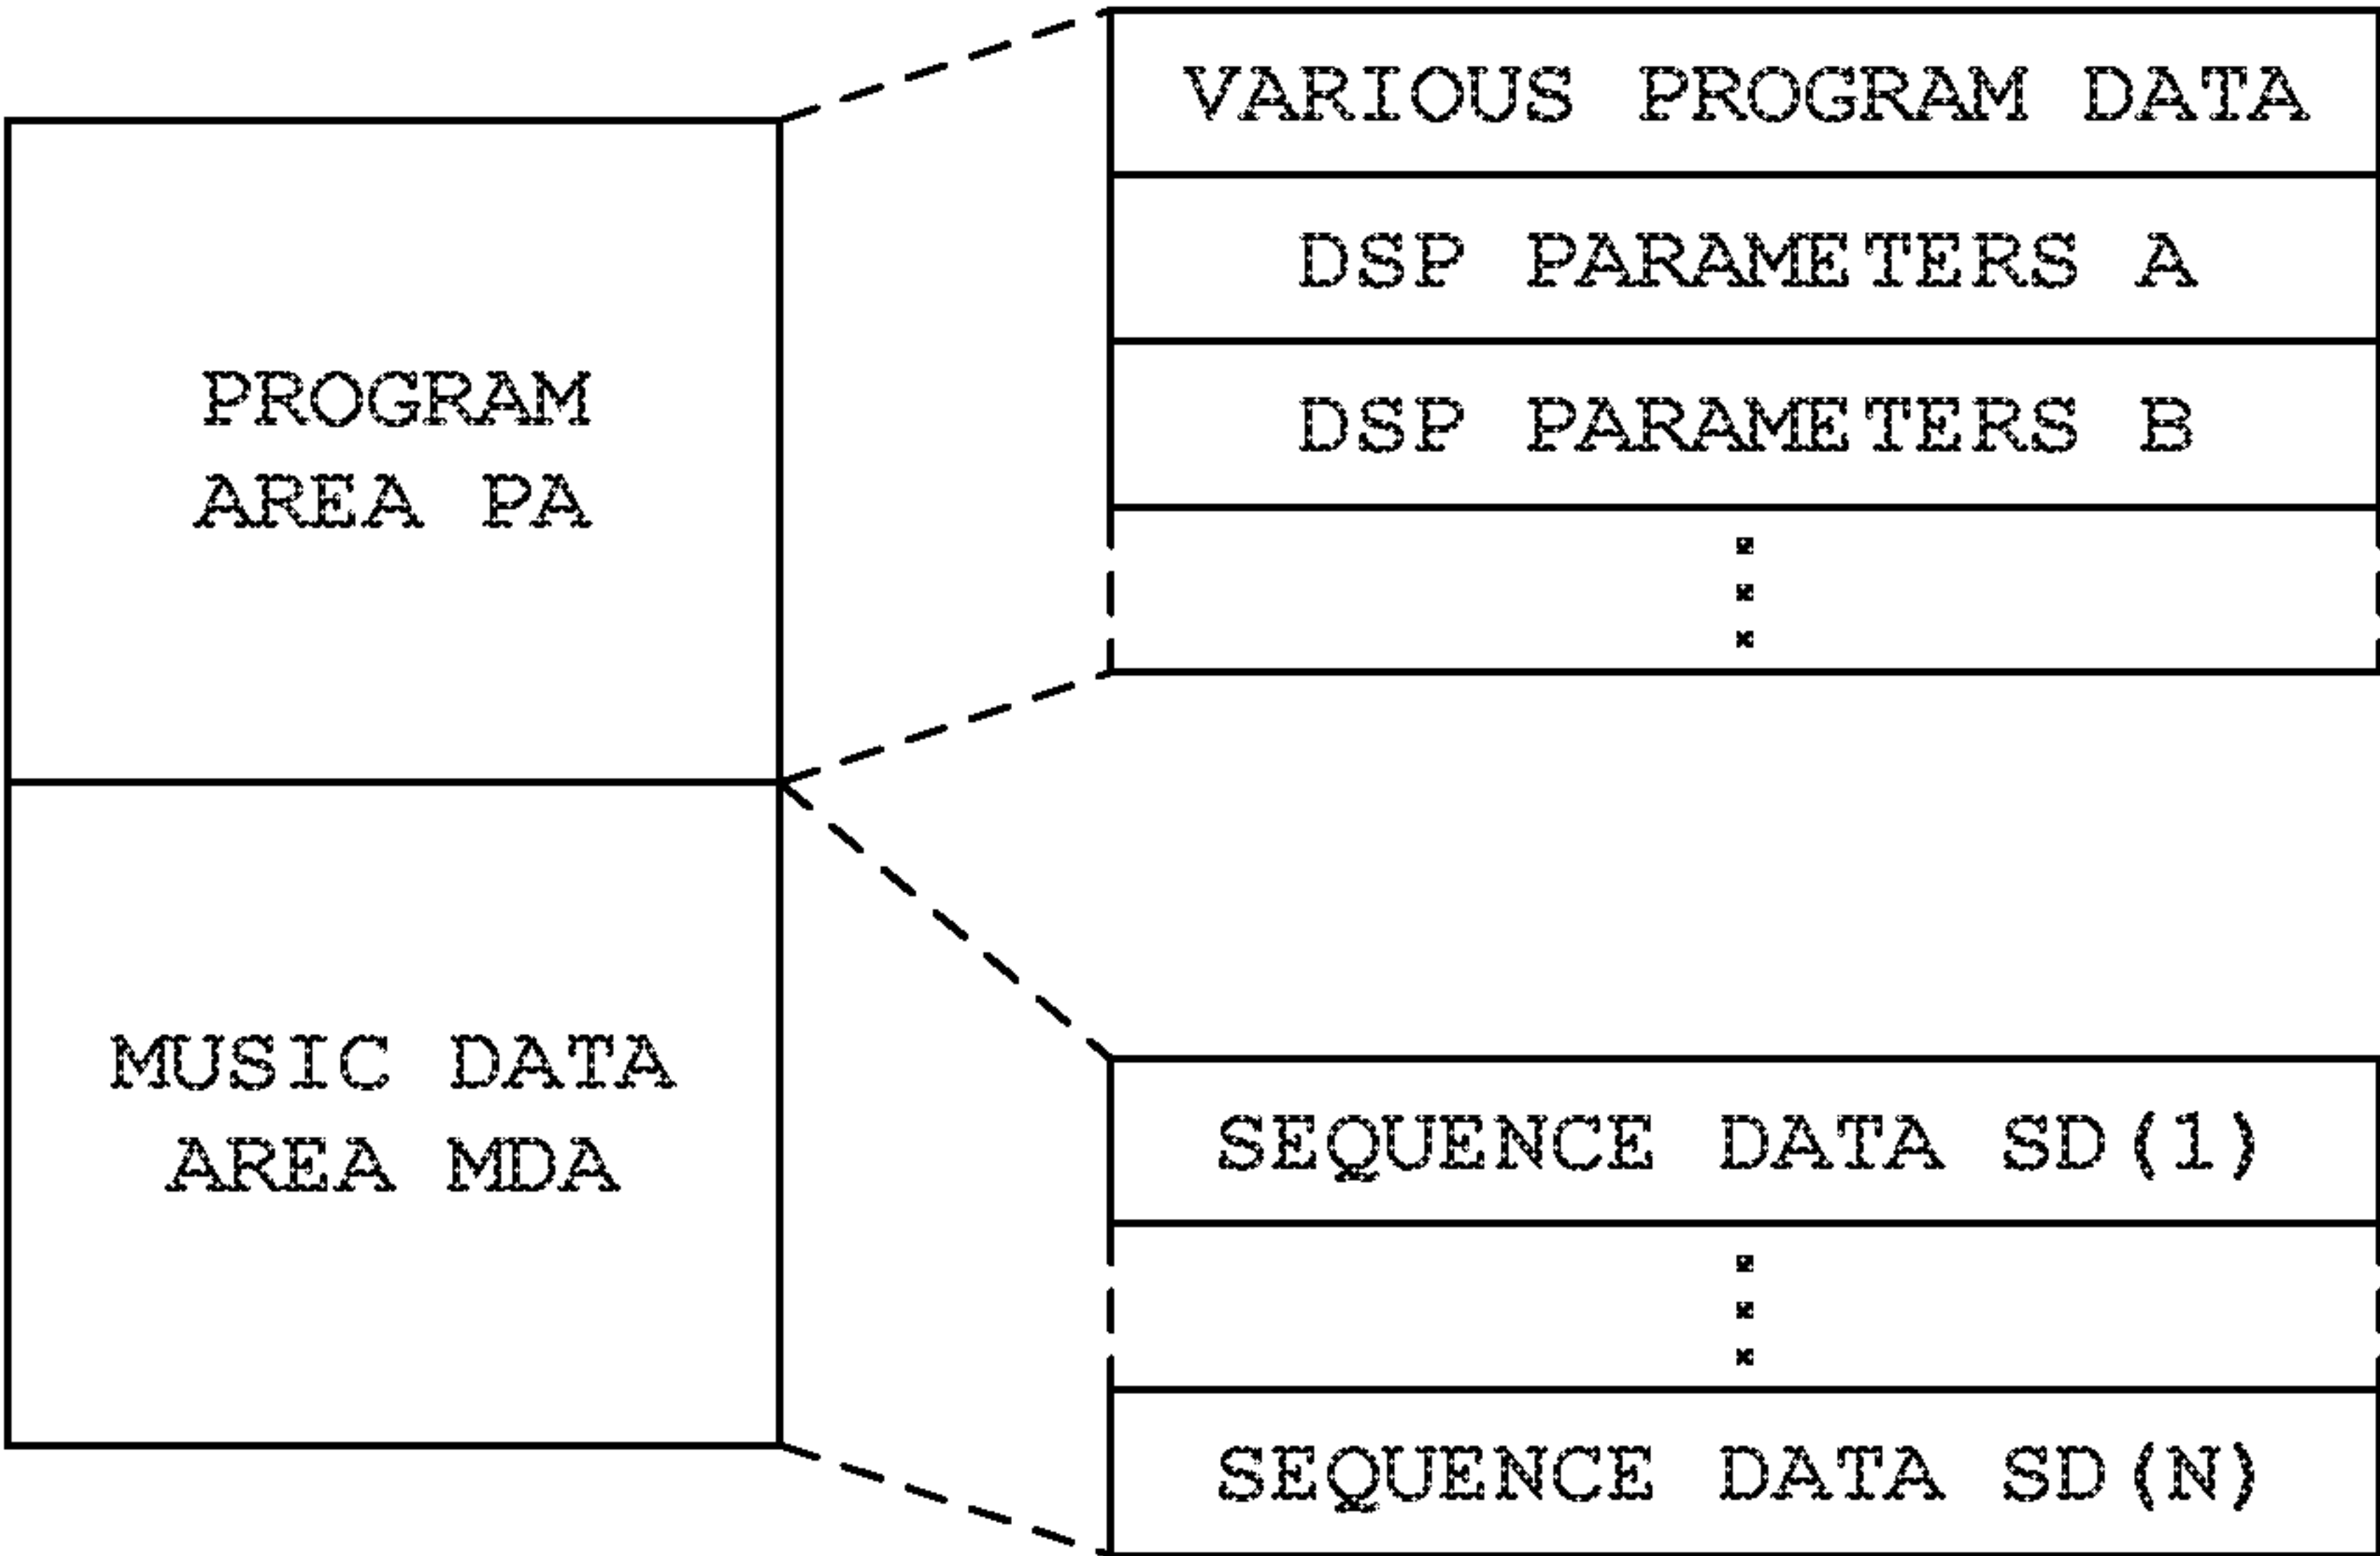 PROGRAM
AREA PA
MUSIC DATA
AREA MDA
VARIOUS PROGRAM DATA
DSP PARAMETERS A
DSP PARAMETERS B
SEQUENCE DATA SD(1)
SEQUENCE DATA SD(N)